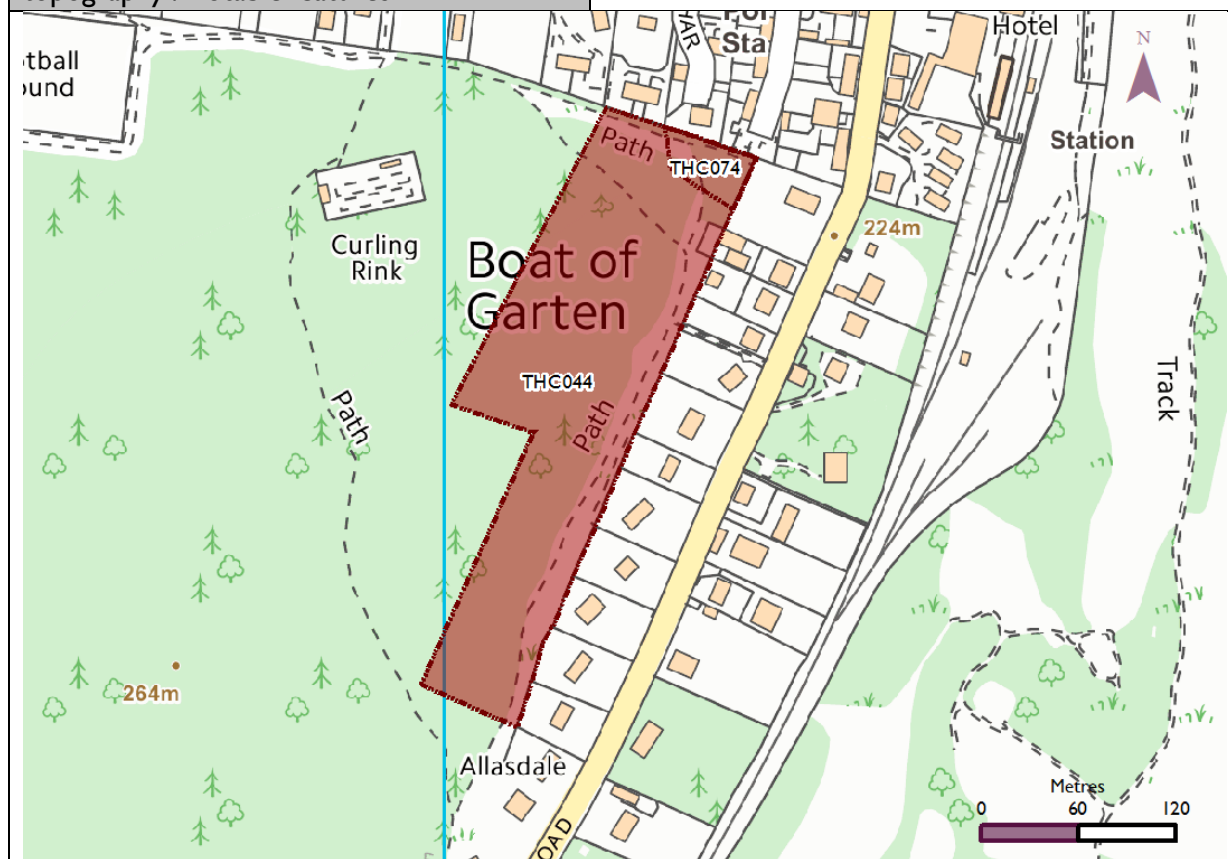 Hotel
N
Sta
otball
ound
Station
Path
THC074
224m
Curling
Rink
Boat of
Garten
THC044
Path
Path
Track
264m
Allasdale
Metres
0 60 120
OAD